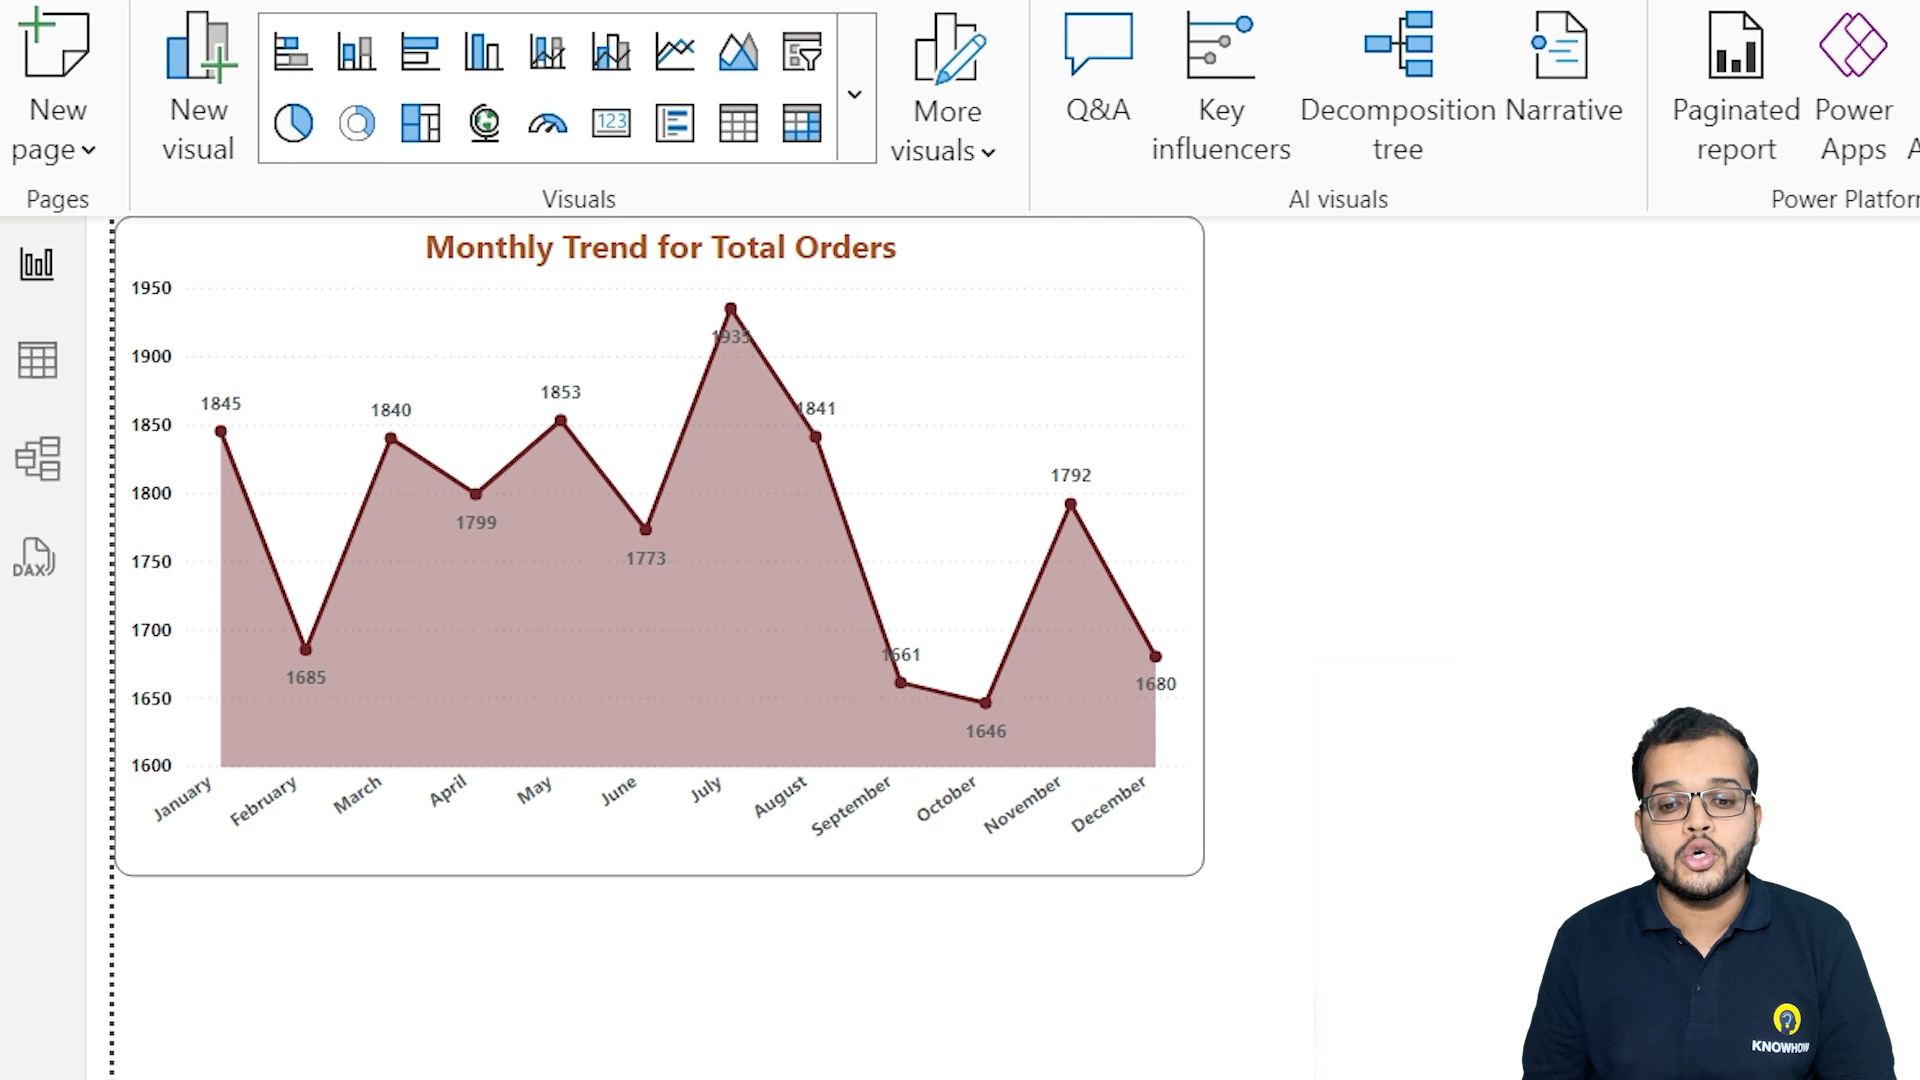 New
page
Pages
New
visual
123
More
visuals
Visuals
Q&A
Key
influencers
Decomposition
tree
Narrative
AI visuals
Paginated
report
Power
Apps
A
Power Platform
DAX
Monthly Trend for Total Orders
1950
1900
1850
1800
1750
1700
1650
1600
1845
1685
1840
1799
1853
1773
1935
1841
1661
1646
1792
1680
January
February
March
April
May
June
July
August
September
October
November
December
KNOWHOW